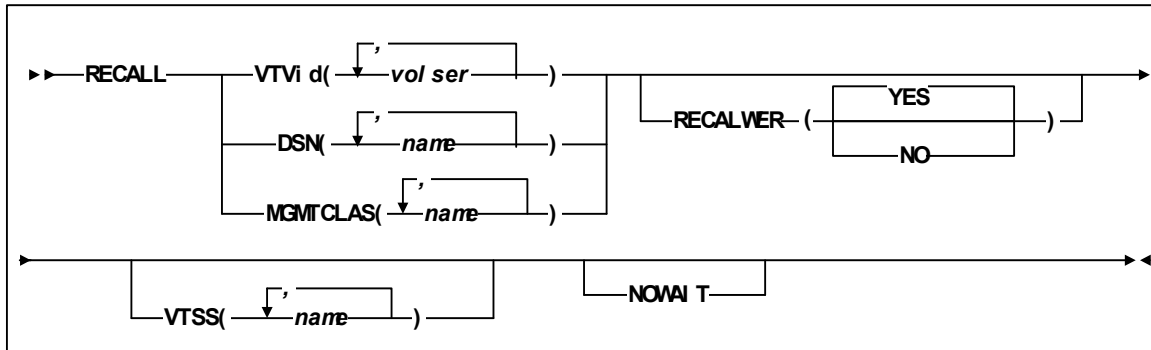 ,
RECALL VTVid( volser )
, YES
DSN( name ) RECALWER ( )
, NO
MGMTCLAS( name )
, NOWAIT
VTSS( name )